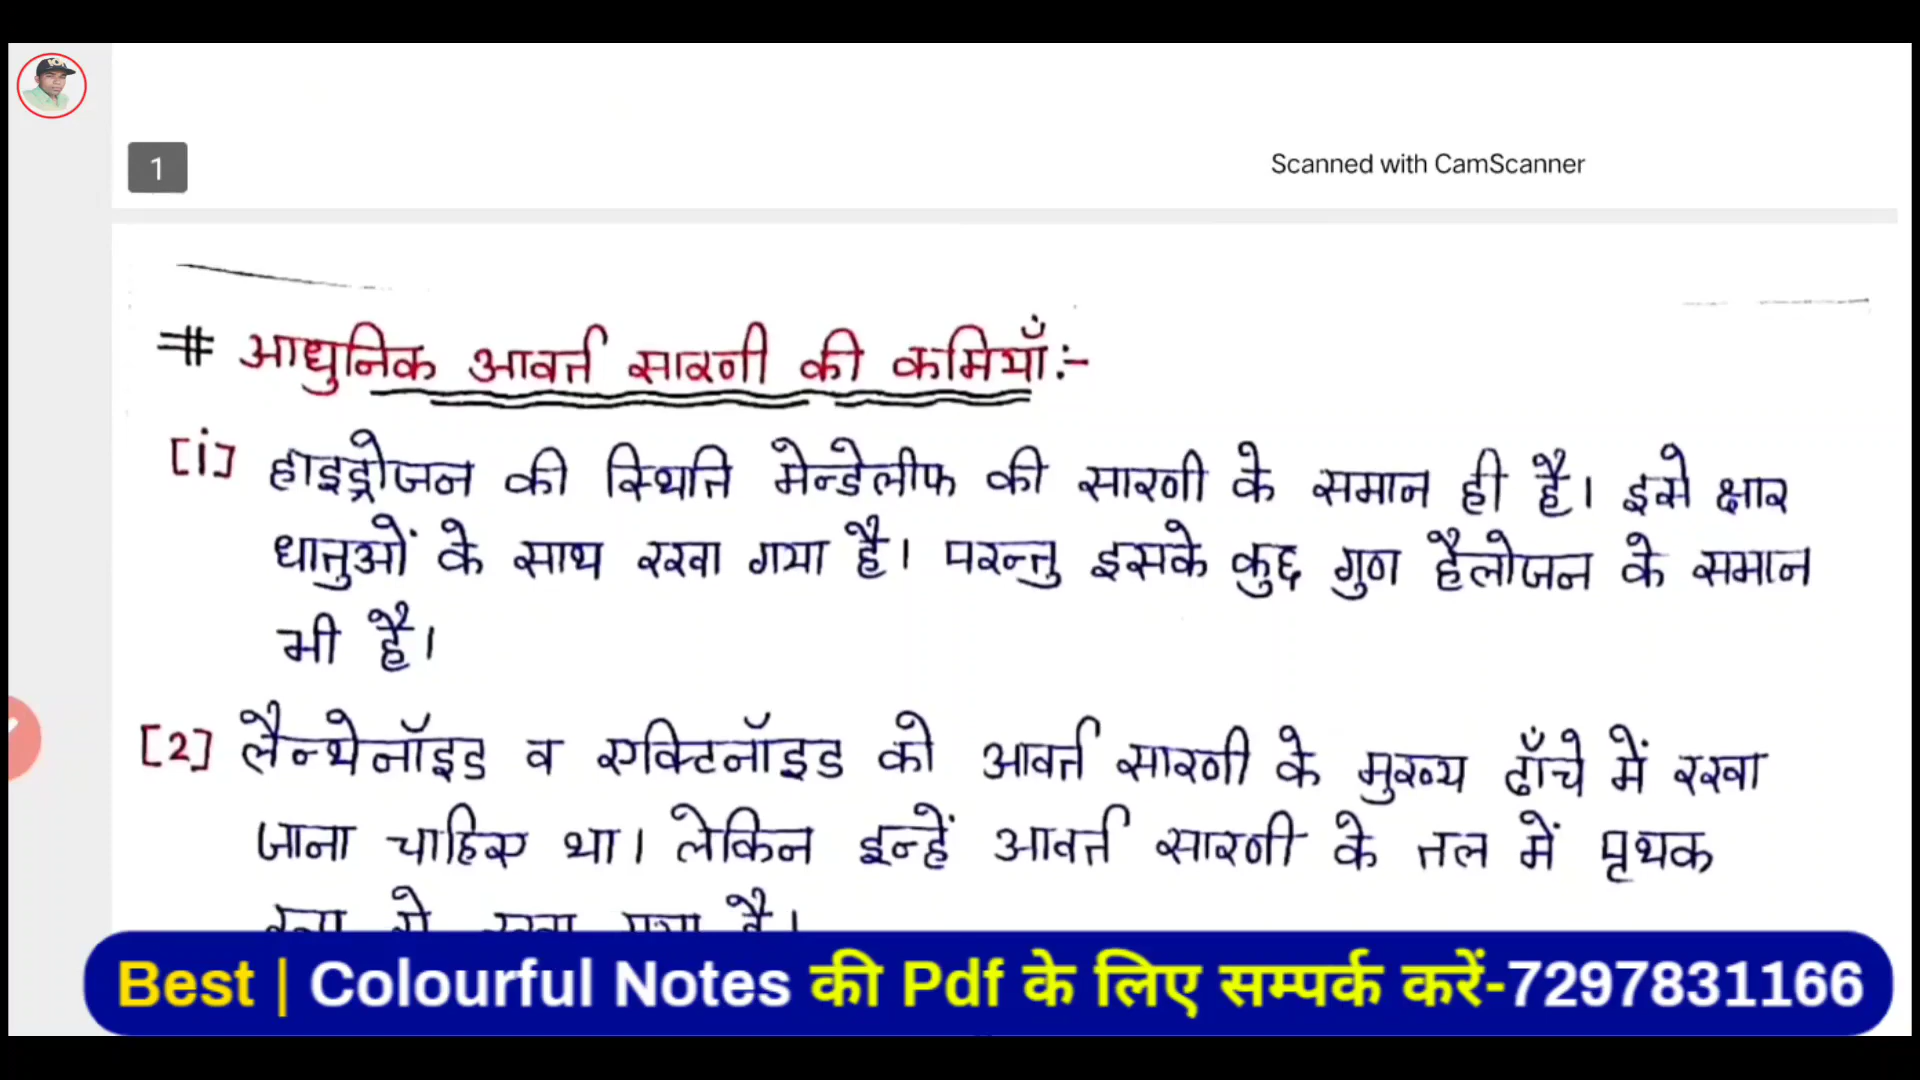 1
Scanned with CamScanner
# आधुनिक आवर्त सारणी की कमियाँ:-
[i] हाइड्रोजन की स्थिति मेन्डेलीफ की सारणी के समान ही है। इसे क्षार
धातुओं के साथ रखा गया है। परन्तु इसके कुछ गुण हैलोजन के समान
भी है।
[2] लैन्थेनॉइड व एक्टिनॉइड को आवर्त सारणी के मुख्य ढाँचे में रखा
जाना चाहिए था। लेकिन इन्हें आवर्त सारणी के तल में पृथक
रूप से रखा गया है।
Best | Colourful Notes की Pdf के लिए सम्पर्क करें-7297831166